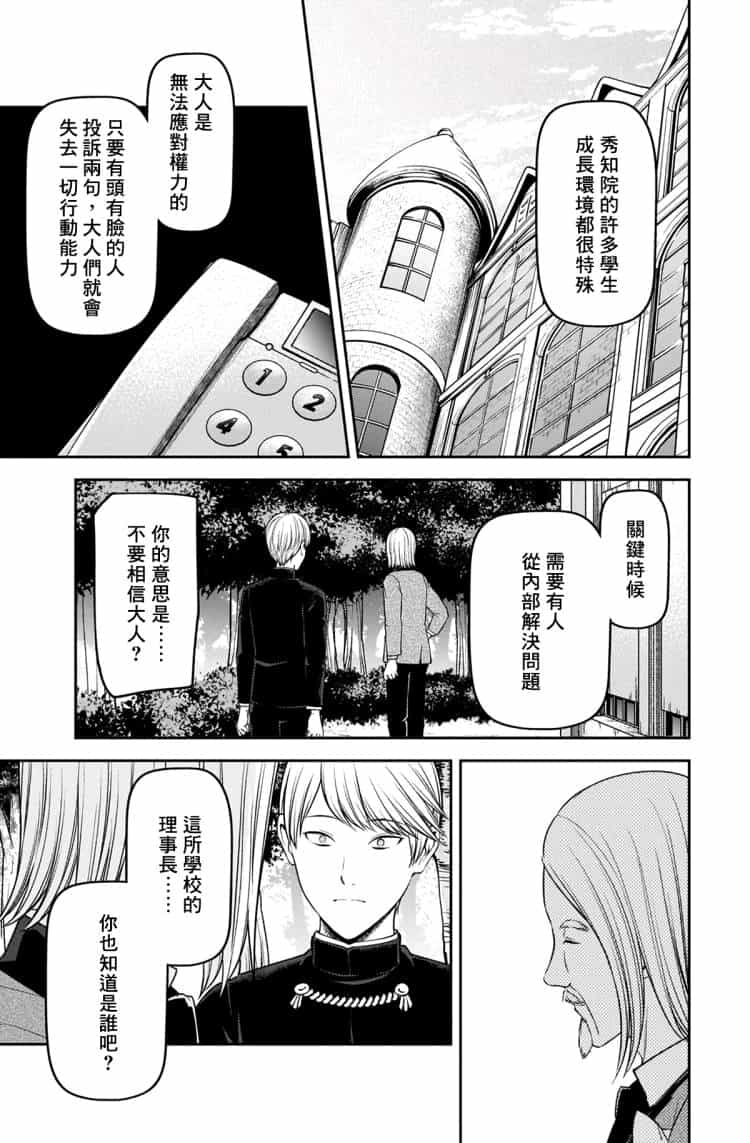 秀知院的許多學生
成長環境都很特殊
大人是
無法應對權力的
只要有頭有臉的人
投訴兩句，大人們就會
失去一切行動能力
1
2
4
5
關鍵時候
需要有人
從內部解決問題
你的意思是……
不要相信大人？
這所學校的
理事長……
你也知道是誰吧？